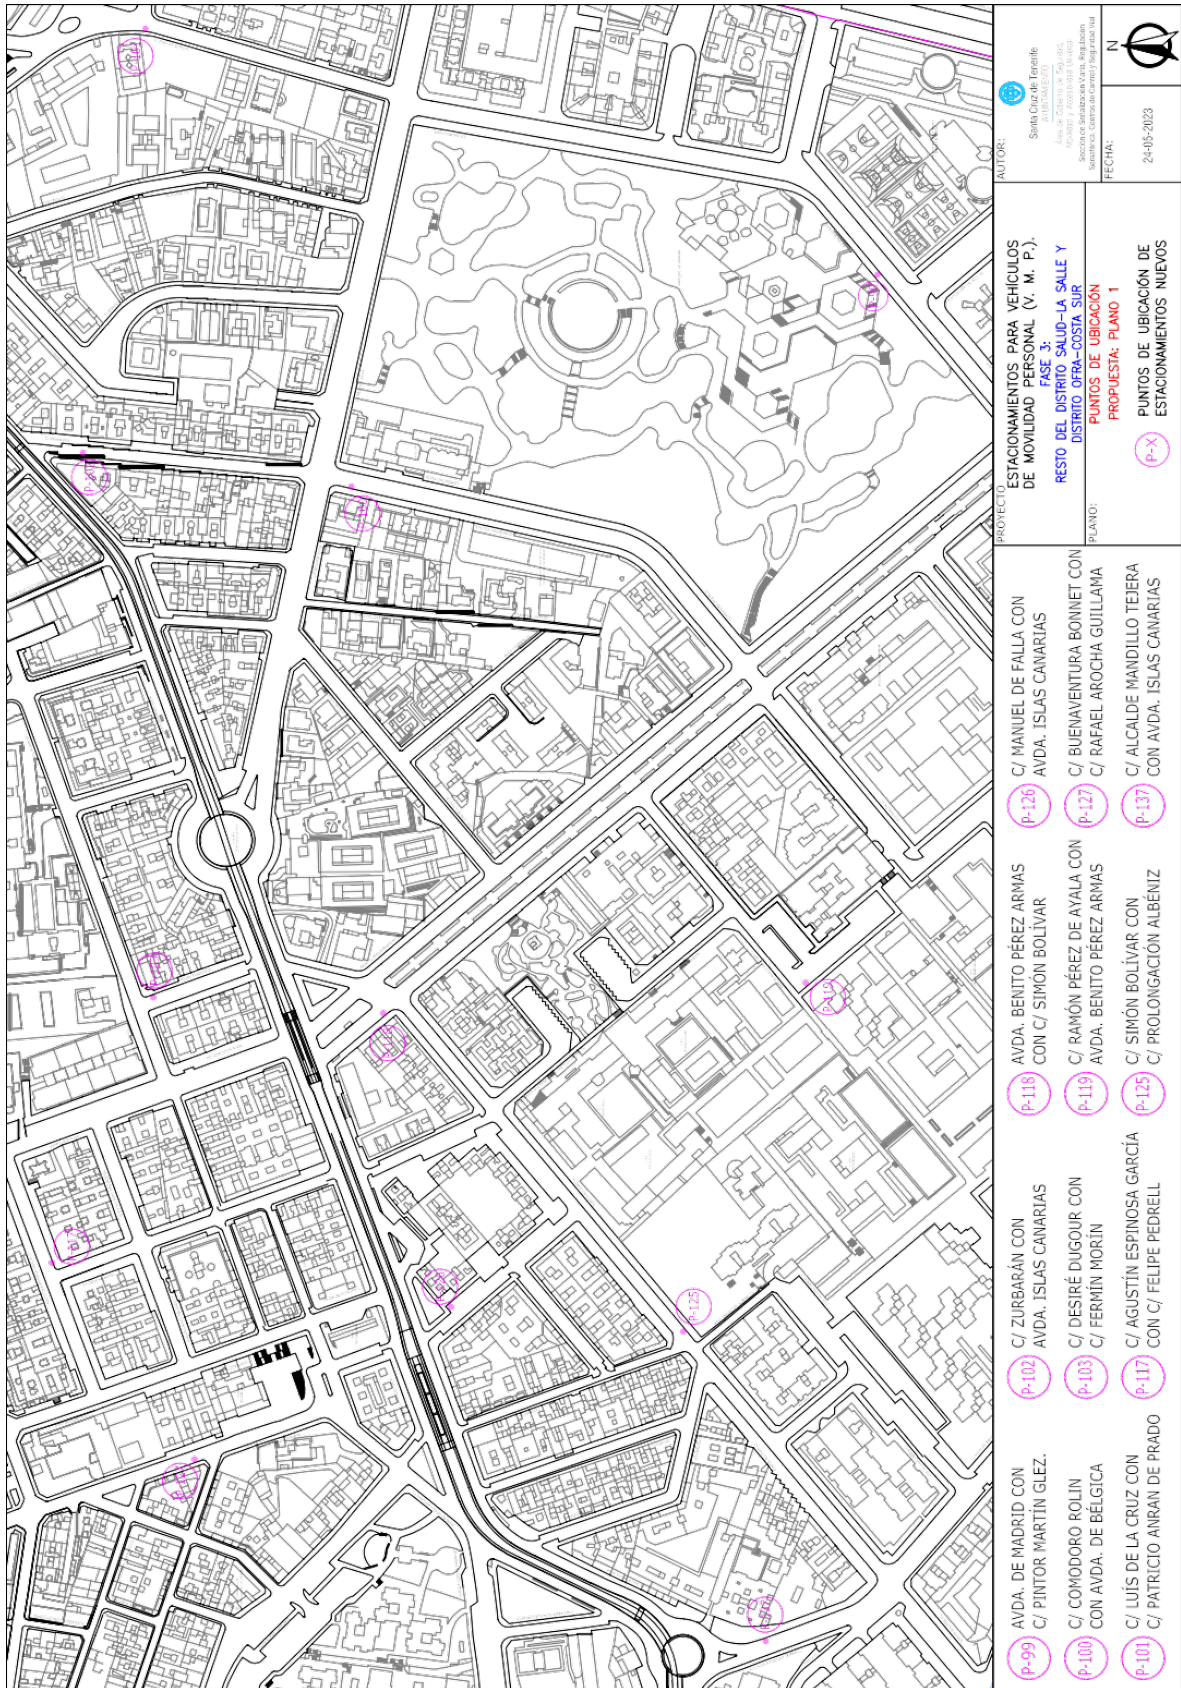 P-99
AVDA. DE MADRID CON
C/ PINTOR MARTÍN GLEZ.
P-100
C/ COMODORO ROLIN
CON AVDA. DE BÉLGICA
P-101
C/ LUÍS DE LA CRUZ CON
C/ PATRICIO ANRAN DE PRADO
P-102
C/ ZURBARÁN CON
AVDA. ISLAS CANARIAS
P-103
C/ DESIRÉ DUGOUR CON
C/ FERMÍN MORÍN
P-117
C/ AGUSTÍN ESPINOSA GARCÍA
CON C/ FELIPE PEDRELL
P-118
AVDA. BENITO PÉREZ ARMAS
CON C/ SIMÓN BOLÍVAR
P-119
C/ RAMÓN PÉREZ DE AYALA CON
AVDA. BENITO PÉREZ ARMAS
P-125
C/ SIMÓN BOLÍVAR CON
C/ PROLONGACIÓN ALBÉNIZ
P-126
C/ MANUEL DE FALLA CON
AVDA. ISLAS CANARIAS
P-127
C/ BUENAVENTURA BONNET CON
C/ RAFAEL AROCHA GUILLAMA
P-137
C/ ALCALDE MANDILLO TEJERA
CON AVDA. ISLAS CANARIAS
PROYECTO
ESTACIONAMIENTOS PARA VEHÍCULOS
DE MOVILIDAD PERSONAL (V. M. P.).
FASE 3:
RESTO DEL DISTRITO SALUD-LA SALLE Y
DISTRITO OFRA-COSTA SUR
PLANO:
PUNTOS DE UBICACIÓN
PROPUESTA: PLANO 1
P-X
PUNTOS DE UBICACIÓN DE
ESTACIONAMIENTOS NUEVOS
AUTOR:
Santa Cruz de Tenerife
AYUNTAMIENTO
FECHA:
24-05-2023
N
P-125
P-119